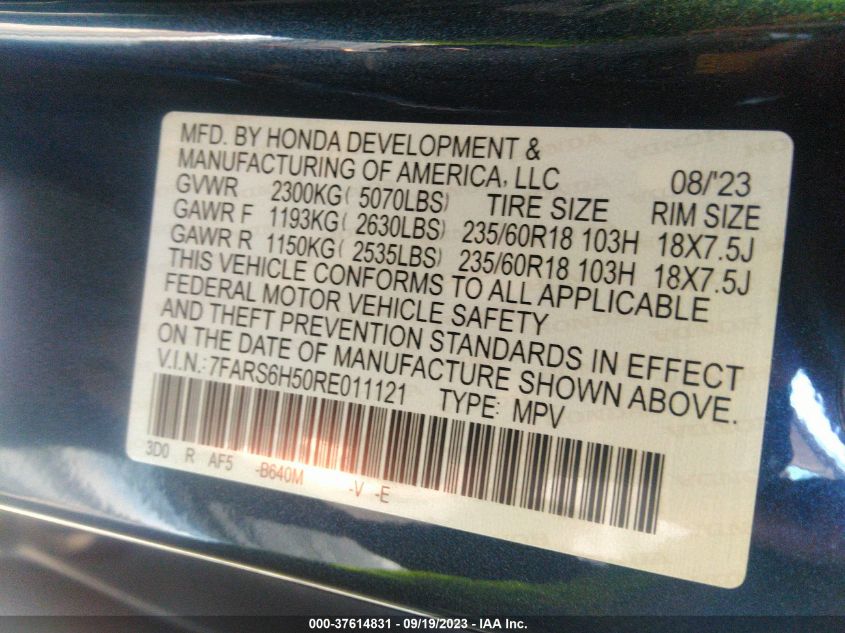 MFD. BY HONDA DEVELOPMENT &
MANUFACTURING OF AMERICA, LLC 08/'23
GVWR 2300KG( 5070LBS) TIRE SIZE RIM SIZE
GAWR F 1193KG( 2630LBS) 235/60R18 103H 18X7.5J
GAWR R 1150KG( 2535LBS) 235/60R18 103H 18X7.5J
THIS VEHICLE CONFORMS TO ALL APPLICABLE
FEDERAL MOTOR VEHICLE SAFETY
AND THEFT PREVENTION STANDARDS IN EFFECT
ON THE DATE OF MANUFACTURE SHOWN ABOVE.
V.I.N.: 7FARS6H50RE011121 TYPE: MPV
3D0 R AF5 -B640M -V -E
000-37614831 - 09/19/2023 - IAA Inc.